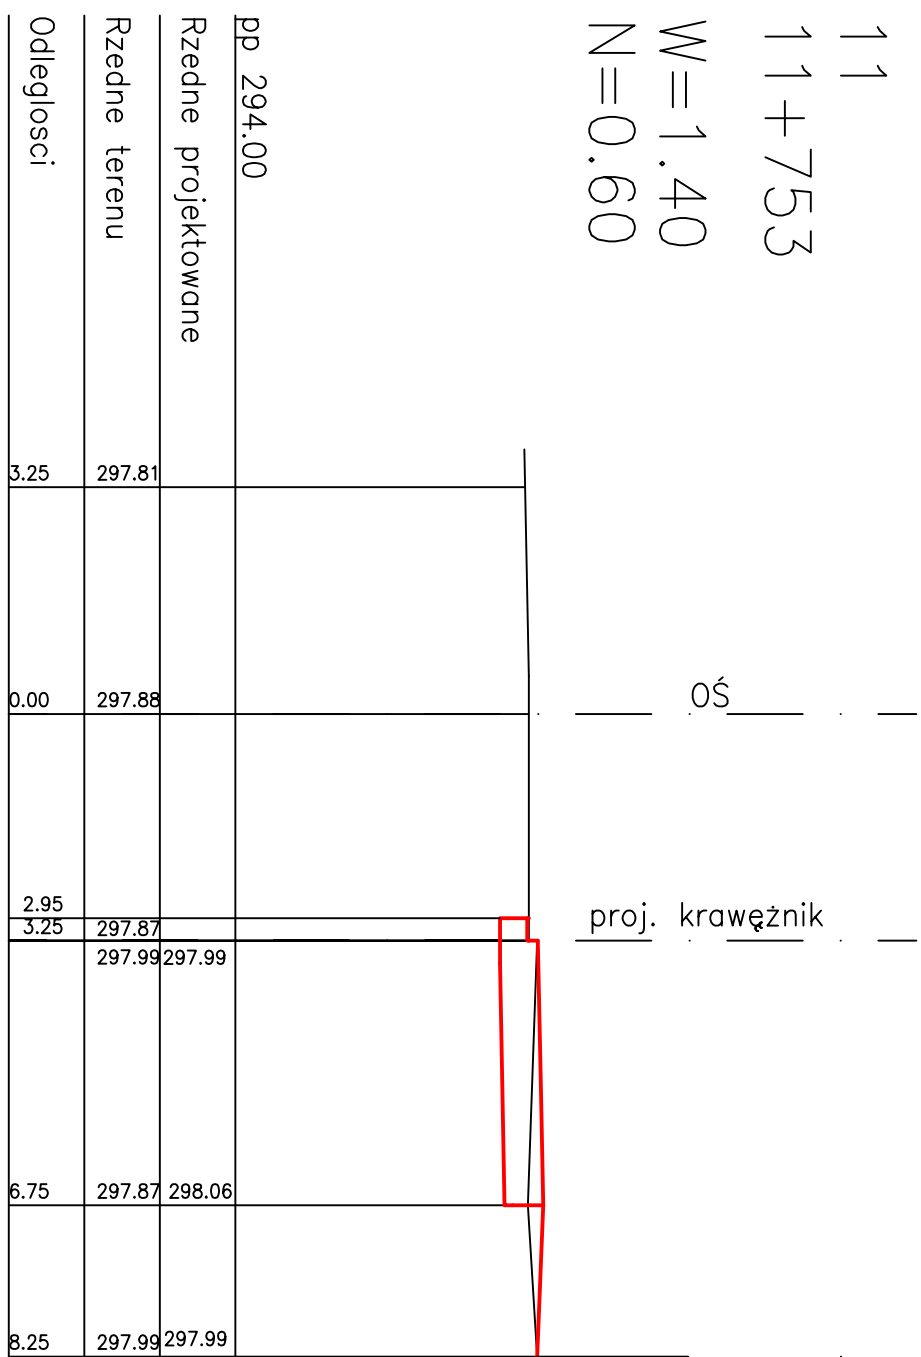 11
11+753
W=1.40
N=0.60
OŚ
proj. krawężnik
pp 294.00
Rzedne projektowane
297.99 298.06 297.99
Rzedne terenu
297.81 297.88 297.87 297.99 297.87 297.99
Odleglosci
3.25 0.00 2.95 3.25 6.75 8.25